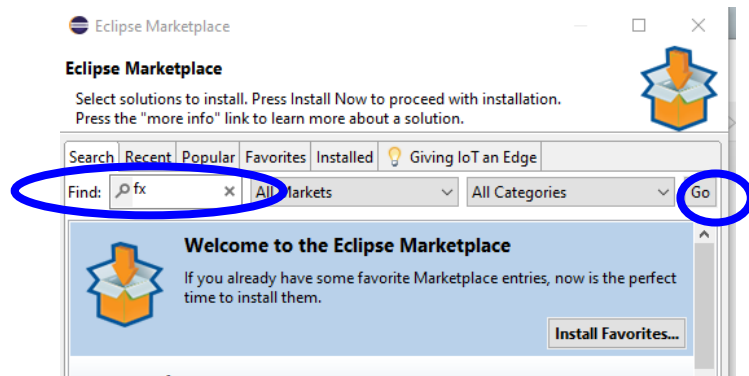 Eclipse Marketplace
Eclipse Marketplace
Select solutions to install. Press Install Now to proceed with installation.
Press the "more info" link to learn more about a solution.
Search Recent Popular Favorites Installed Giving IoT an Edge
Find: fx All Markets All Categories Go
Welcome to the Eclipse Marketplace
If you already have some favorite Marketplace entries, now is the perfect
time to install them.
Install Favorites...